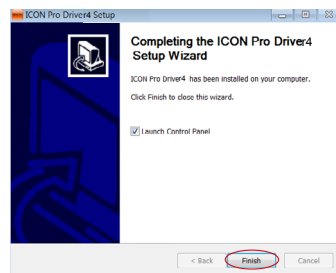 ICON Pro Driver4 Setup
Completing the ICON Pro Driver4
Setup Wizard
ICON Pro Driver4 has been installed on your computer.
Click Finish to close this wizard.
Launch Control Panel
< Back
Finish
Cancel